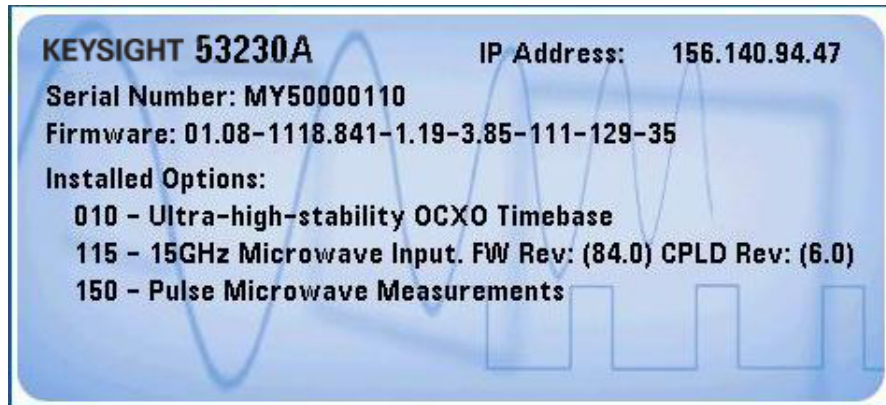 KEYSIGHT 53230A IP Address: 156.140.94.47
Serial Number: MY50000110
Firmware: 01.08-1118.841-1.19-3.85-111-129-35
Installed Options:
010 - Ultra-high-stability OCXO Timebase
115 - 15GHz Microwave Input. FW Rev: (84.0) CPLD Rev: (6.0)
150 - Pulse Microwave Measurements